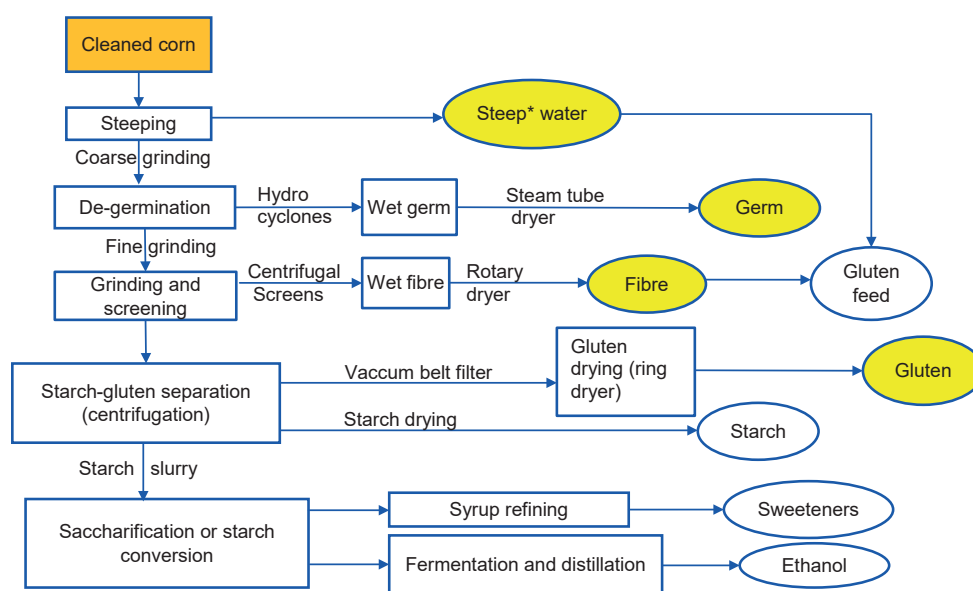 Cleaned corn
Steeping
Steep* water
Coarse grinding
De-germination
Hydro
cyclones
Wet germ
Steam tube
dryer
Germ
Fine grinding
Grinding and
screening
Centrifugal
Screens
Wet fibre
Rotary
dryer
Fibre
Gluten
feed
Starch-gluten separation
(centrifugation)
Vaccum belt filter
Gluten
drying (ring
dryer)
Gluten
Starch drying
Starch
Starch slurry
Saccharification or starch
conversion
Syrup refining
Sweeteners
Fermentation and distillation
Ethanol